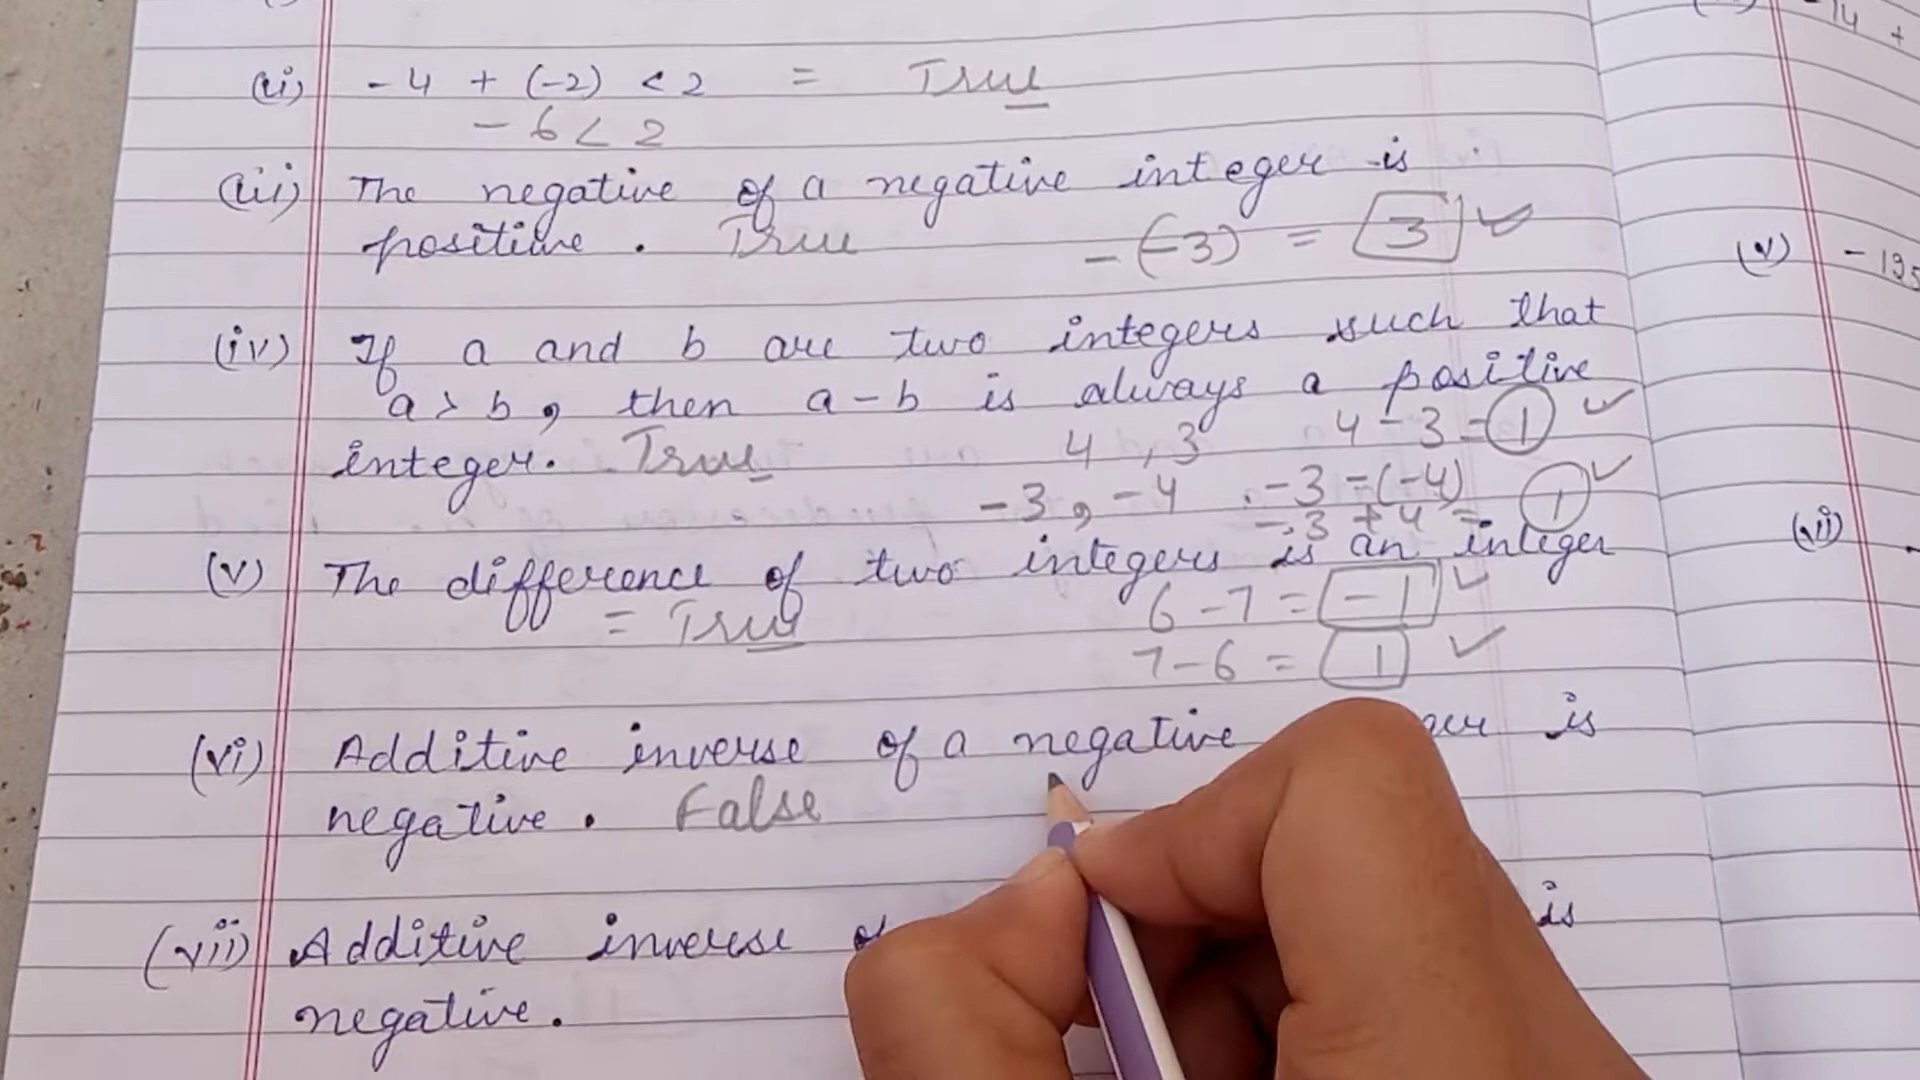 (ii) -4 + (-2) < 2 = True
-6 < 2
(iii) The negative of a negative integer is
positive. True -(-3) = 3
(iv) If a and b are two integers such that
a > b, then a-b is always a positive
integer. True 4, 3 4-3 = 1
-3, -4 -3-(-4) 1
-3+4=
(v) The difference of two integers is an integer
= True 6-7 = -1
7-6 = 1
(vi) Additive inverse of a negative is
negative. False
(vii) Additive inverse is
negative.
-14 +
(v) -195
(vii)